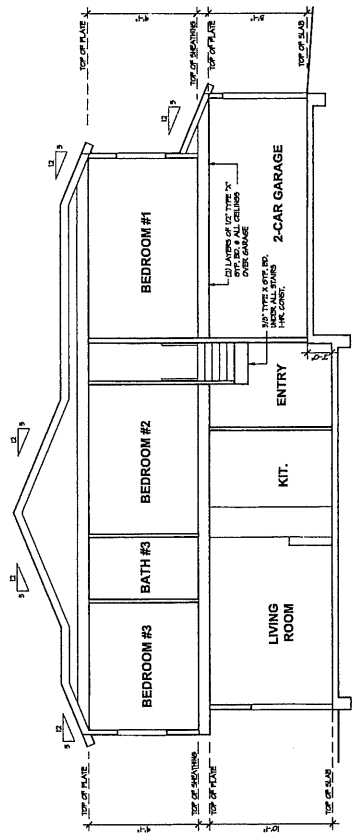 TOP OF PLATE
TOP OF SHEATHING
TOP OF PLATE
TOP OF SLAB
12
5
12
5
12
5
12
5
12
5
BEDROOM #3
BATH #3
BEDROOM #2
BEDROOM #1
(2) LAYERS OF 1/2" TYPE "X"
GYP. BD. @ ALL CEILINGS
OVER GARAGE
5/8" TYPE X GYP. BD.
UNDER ALL STAIRS
1-HR. CONST.
LIVING
ROOM
KIT.
ENTRY
2-CAR GARAGE
TOP OF PLATE
TOP OF SHEATHING
TOP OF PLATE
TOP OF SLAB